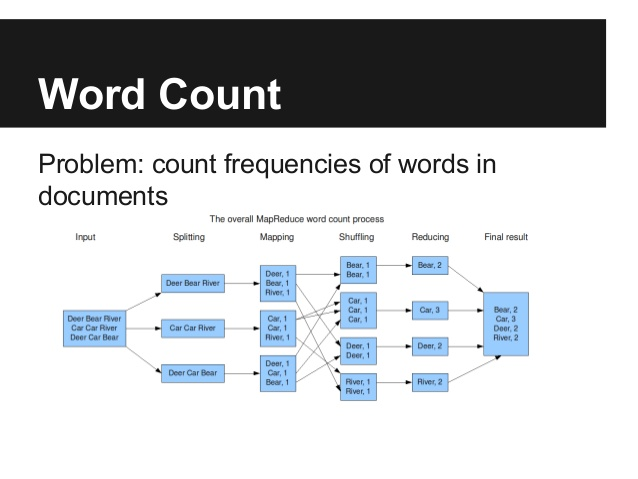 Word Count
Problem: count frequencies of words in
documents
The overall MapReduce word count process
Input
Splitting
Mapping
Shuffling
Reducing
Final result
Deer Bear River
Car Car River
Deer Car Bear
Deer Bear River
Car Car River
Deer Car Bear
Deer, 1
Bear, 1
River, 1
Car, 1
Car, 1
River, 1
Deer, 1
Car, 1
Bear, 1
Bear, 1
Bear, 1
Car, 1
Car, 1
Car, 1
Deer, 1
Deer, 1
River, 1
River, 1
Bear, 2
Car, 3
Deer, 2
River, 2
Bear, 2
Car, 3
Deer, 2
River, 2